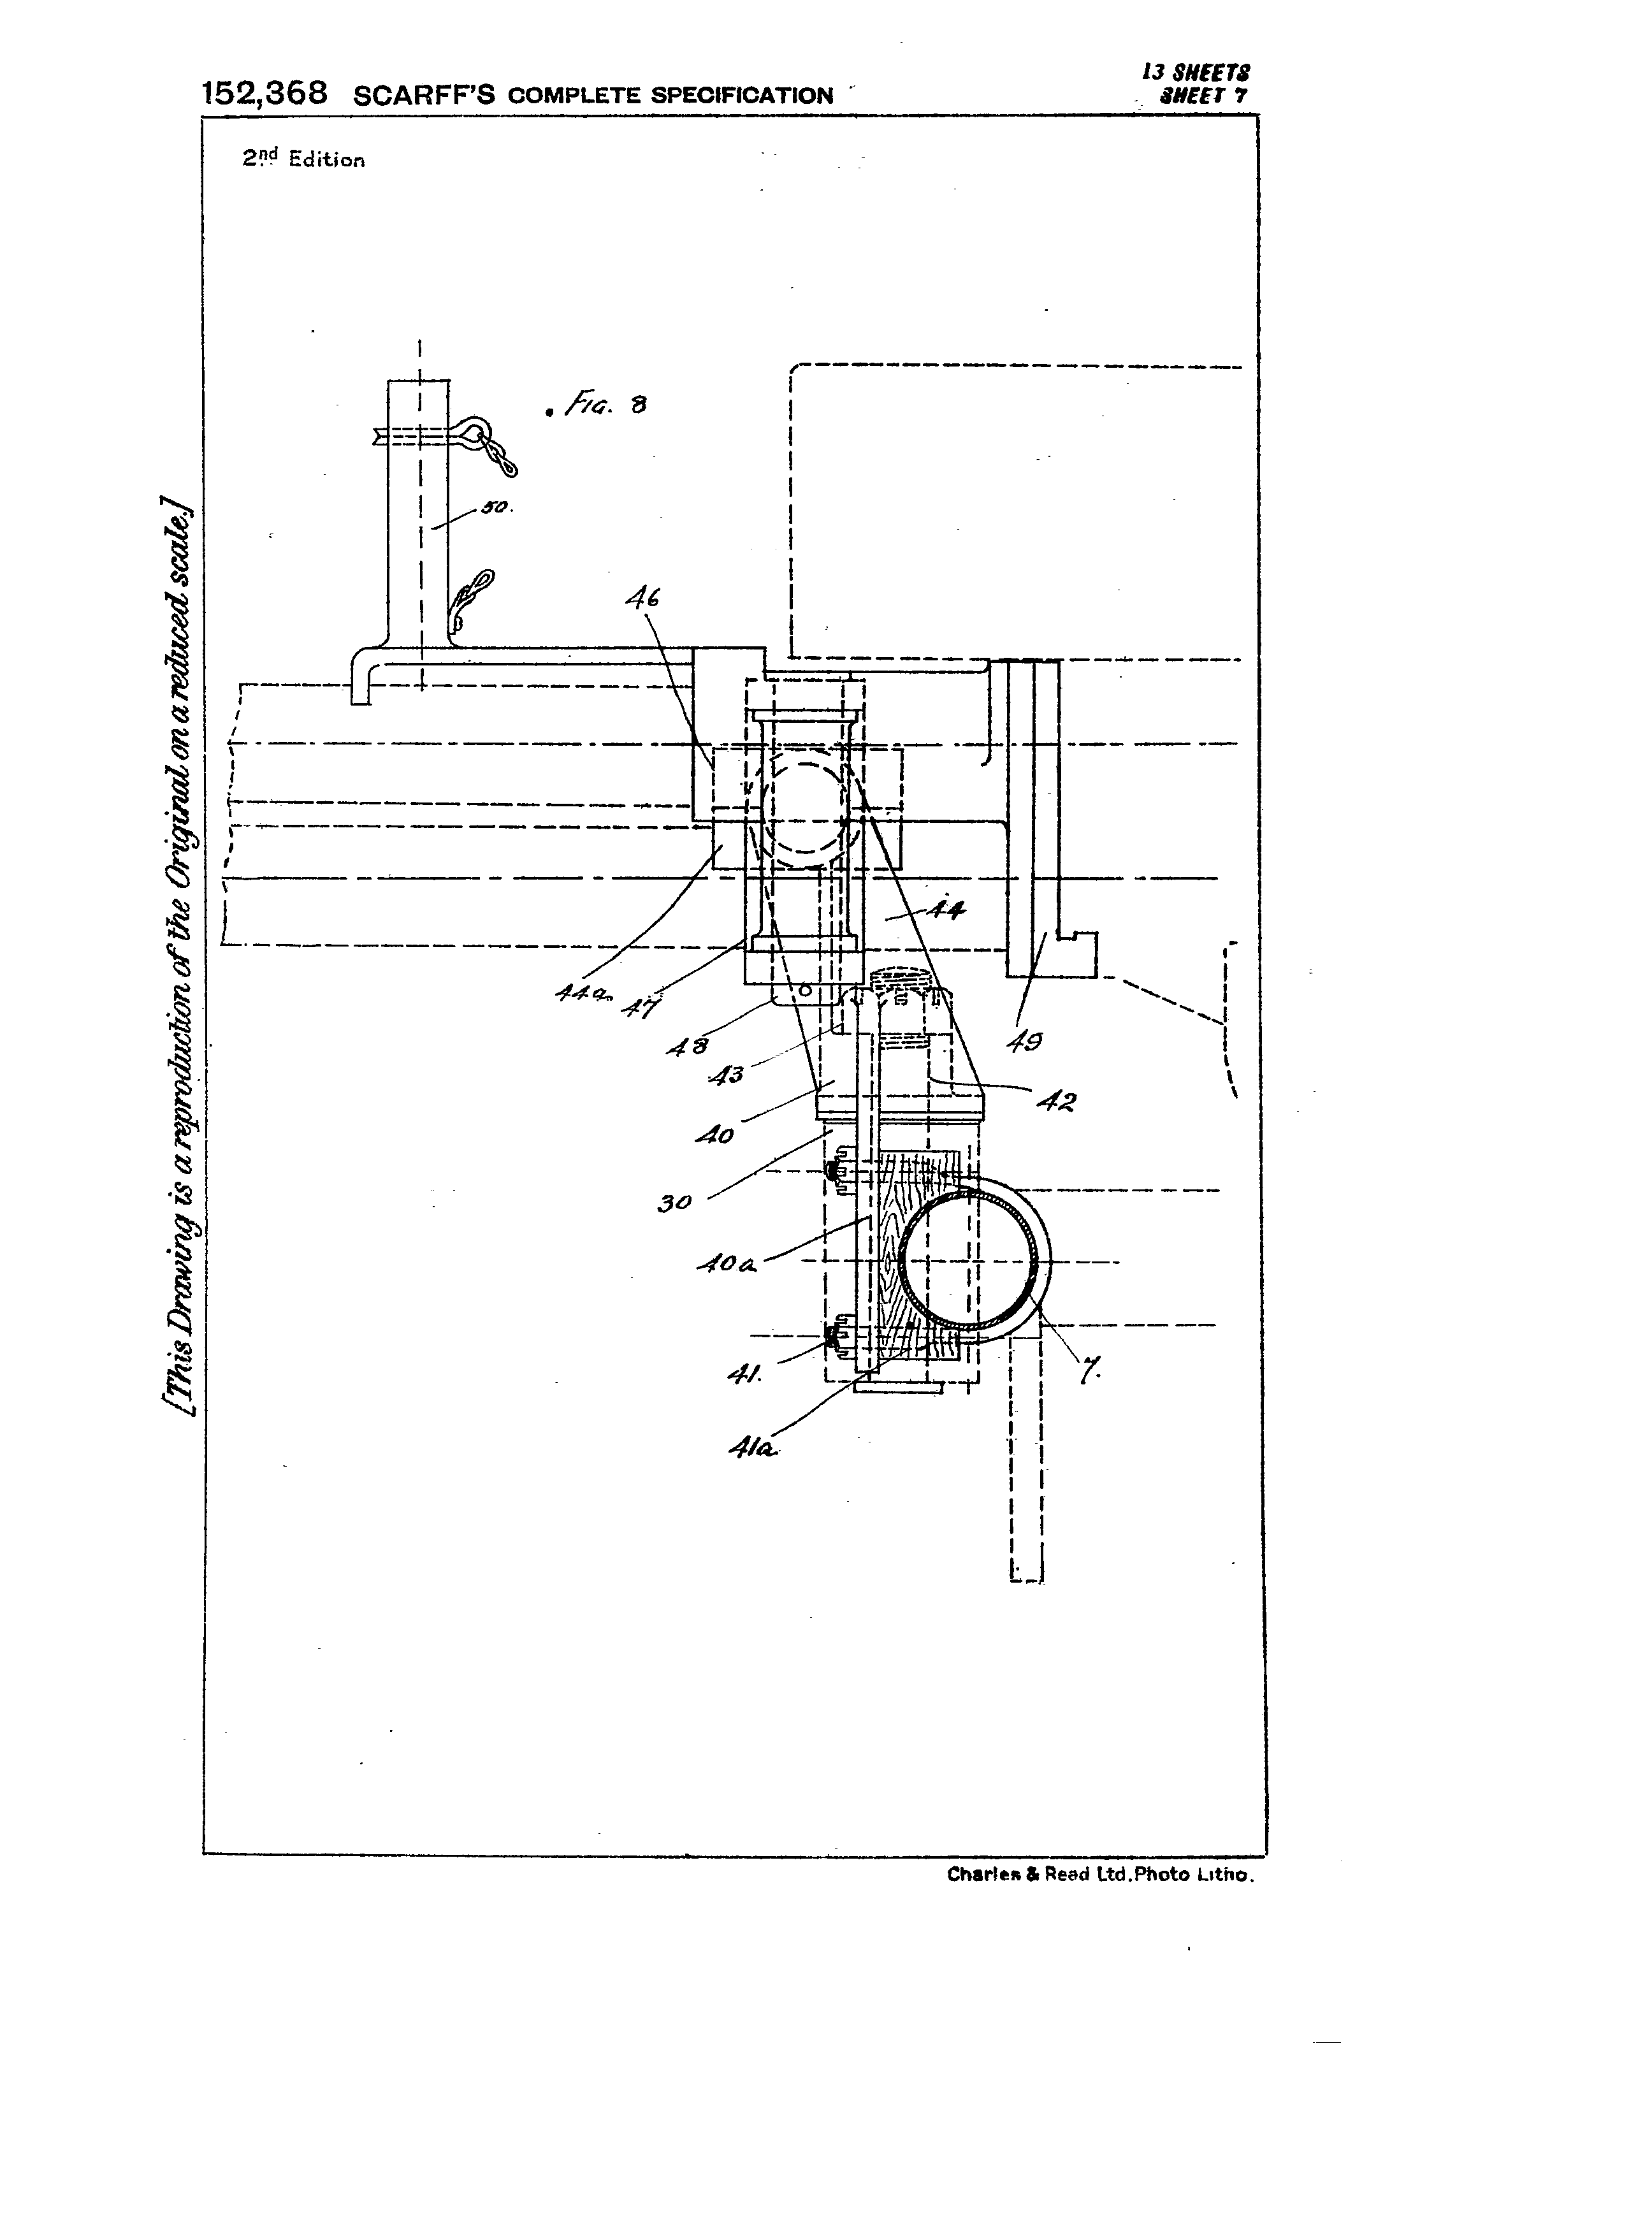 13 SHEETS
152,368 SCARFF'S COMPLETE SPECIFICATION SHEET 7
2nd Edition
[This Drawing is a reproduction of the Original on a reduced scale.]
. FIG. 8
50.
46
44
44a.
47
48
49
43
42
40
30
40a
41.
7.
41a.
Charles & Read Ltd. Photo Litho.